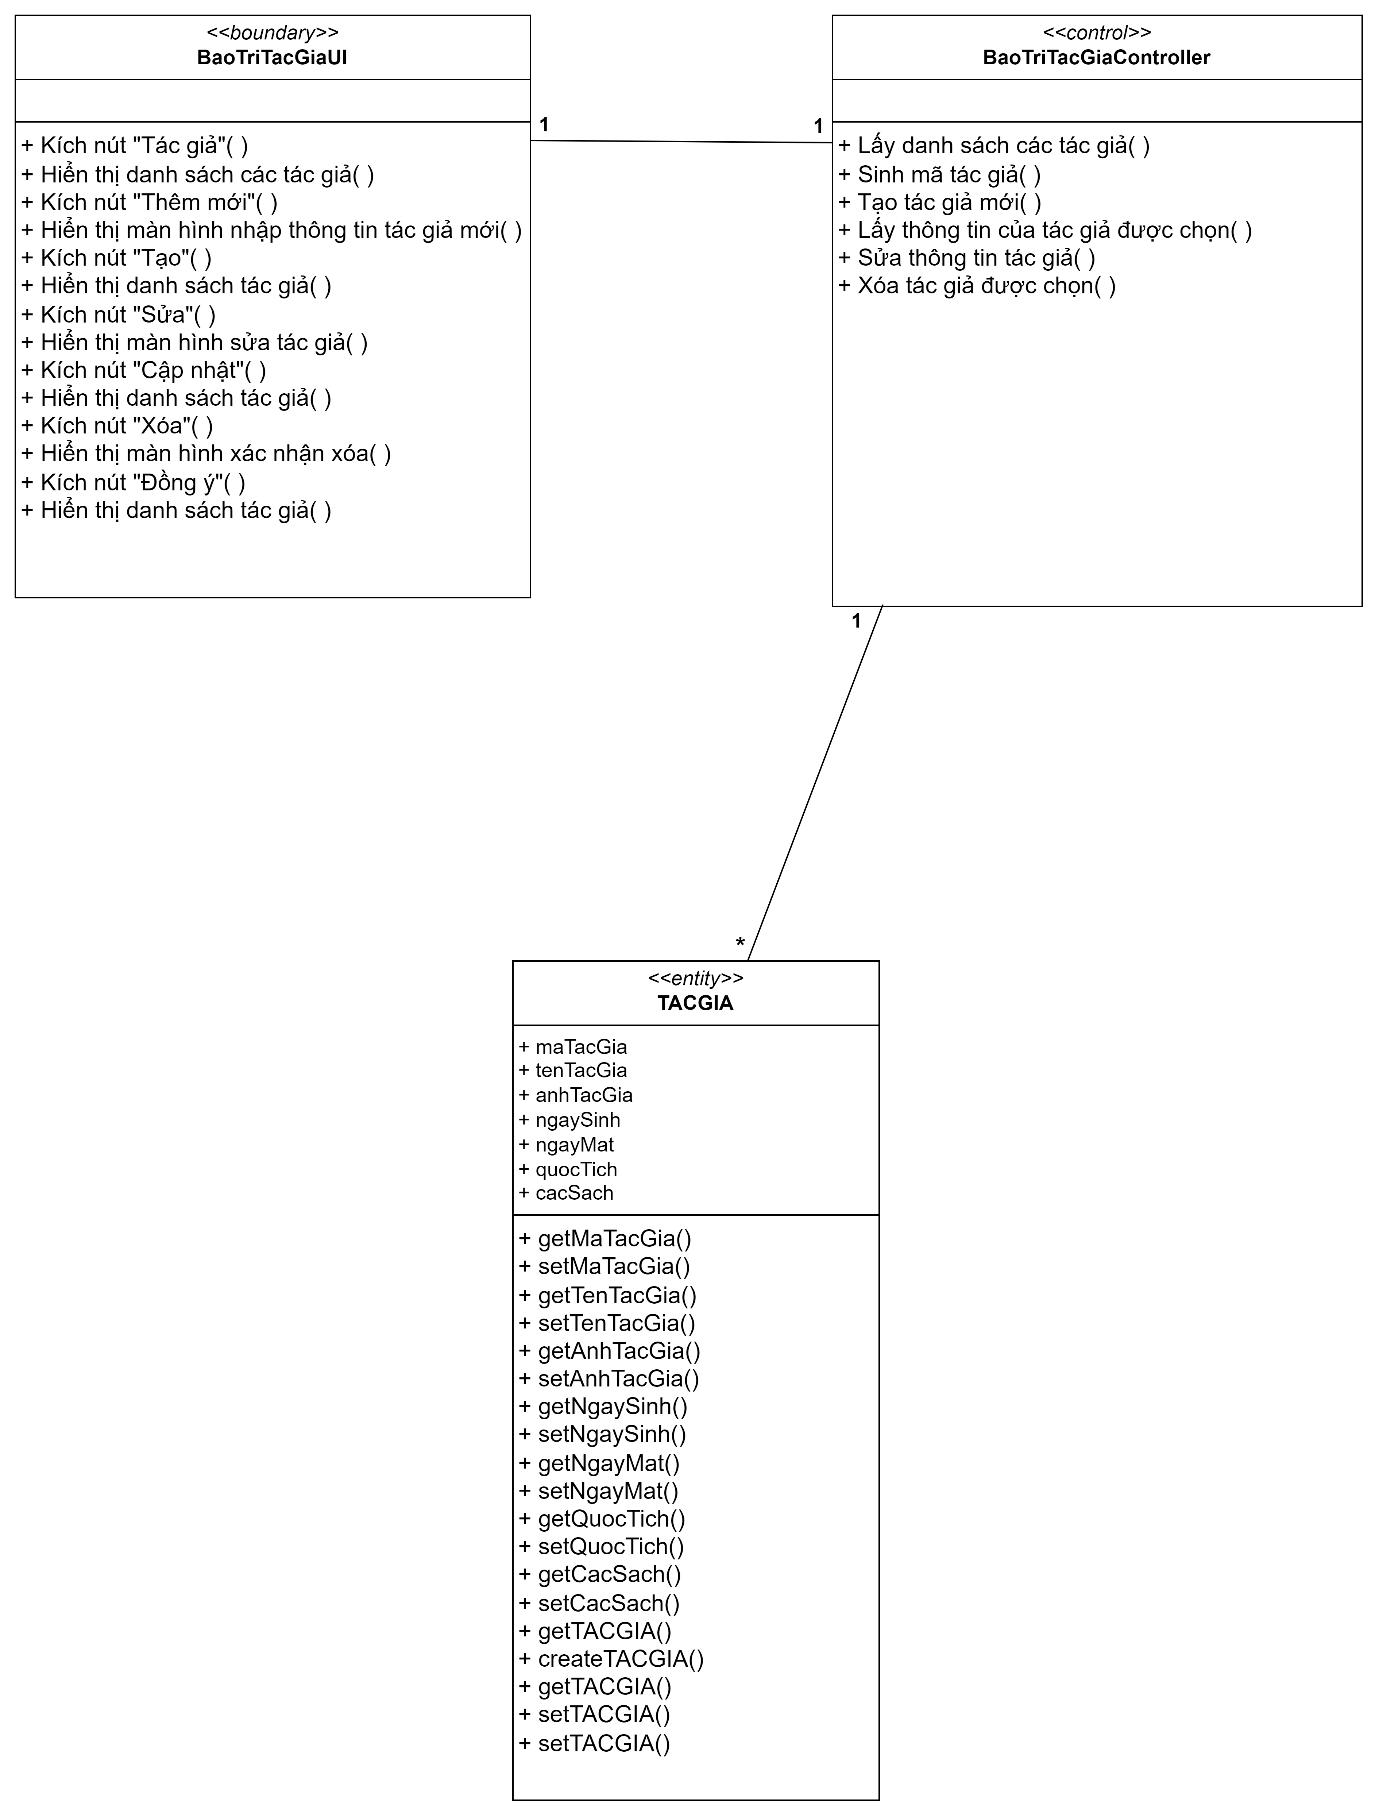 <<boundary>>
BaoTriTacGiaUI
+ Kích nút "Tác giả"( )
+ Hiển thị danh sách các tác giả( )
+ Kích nút "Thêm mới"( )
+ Hiển thị màn hình nhập thông tin tác giả mới( )
+ Kích nút "Tạo"( )
+ Hiển thị danh sách tác giả( )
+ Kích nút "Sửa"( )
+ Hiển thị màn hình sửa tác giả( )
+ Kích nút "Cập nhật"( )
+ Hiển thị danh sách tác giả( )
+ Kích nút "Xóa"( )
+ Hiển thị màn hình xác nhận xóa( )
+ Kích nút "Đồng ý"( )
+ Hiển thị danh sách tác giả( )
1
1
<<control>>
BaoTriTacGiaController
+ Lấy danh sách các tác giả( )
+ Sinh mã tác giả( )
+ Tạo tác giả mới( )
+ Lấy thông tin của tác giả được chọn( )
+ Sửa thông tin tác giả( )
+ Xóa tác giả được chọn( )
1
*
<<entity>>
TACGIA
+ maTacGia
+ tenTacGia
+ anhTacGia
+ ngaySinh
+ ngayMat
+ quocTich
+ cacSach
+ getMaTacGia()
+ setMaTacGia()
+ getTenTacGia()
+ setTenTacGia()
+ getAnhTacGia()
+ setAnhTacGia()
+ getNgaySinh()
+ setNgaySinh()
+ getNgayMat()
+ setNgayMat()
+ getQuocTich()
+ setQuocTich()
+ getCacSach()
+ setCacSach()
+ getTACGIA()
+ createTACGIA()
+ getTACGIA()
+ setTACGIA()
+ setTACGIA()